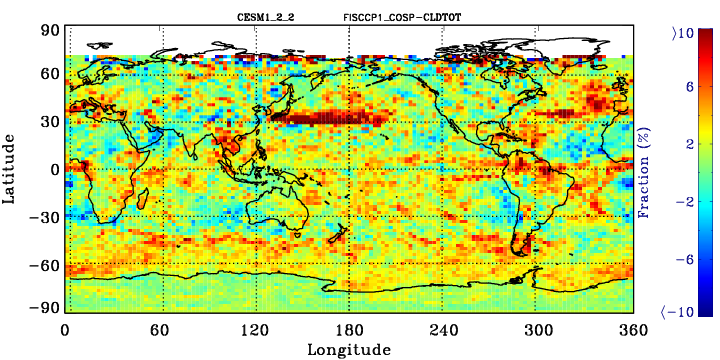 CESM1_2_2 FISCCP1_COSP-CLDTOT
90
60
30
0
-30
-60
-90
Latitude
0 60 120 180 240 300 360
Longitude
>10
6
2
-2
-6
<-10
Fraction (%)